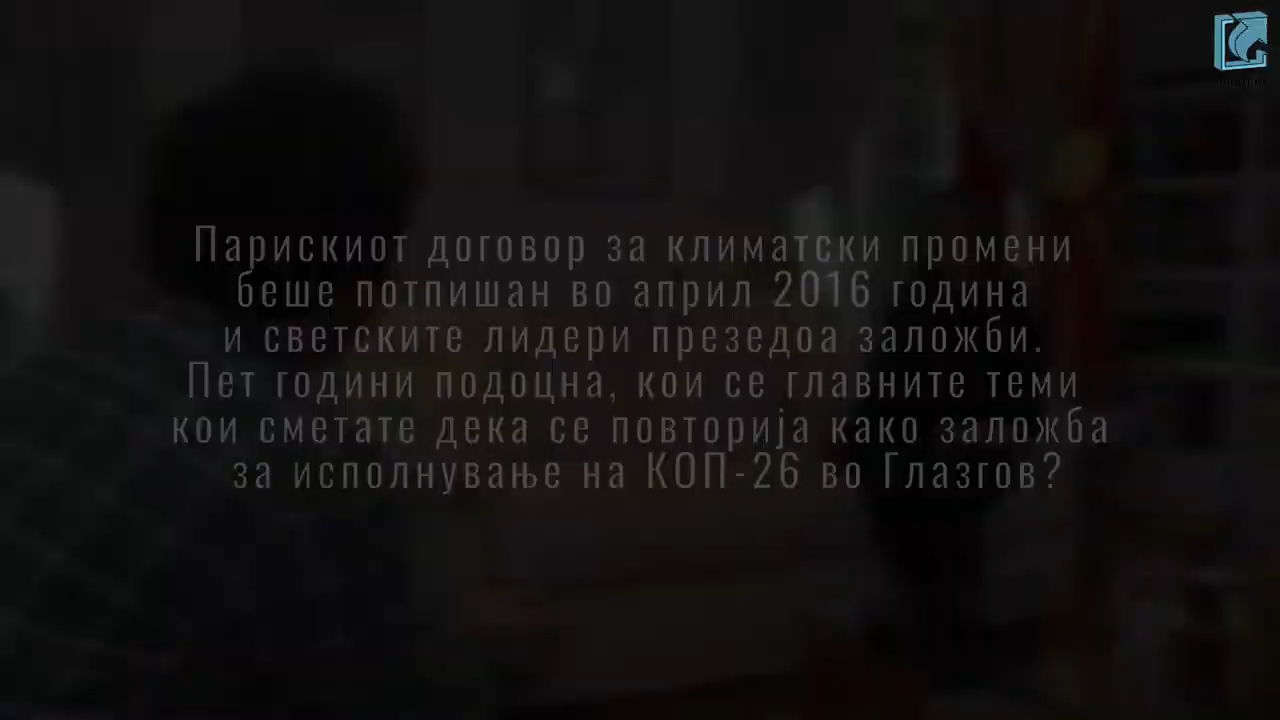 Парискиот договор за климатски промени
беше потпишан во април 2016 година
и светските лидери презедоа заложби.
Пет години подоцна, кои се главните теми
кои сметате дека се повторија како заложба
за исполнување на КОП-26 во Глазгов?